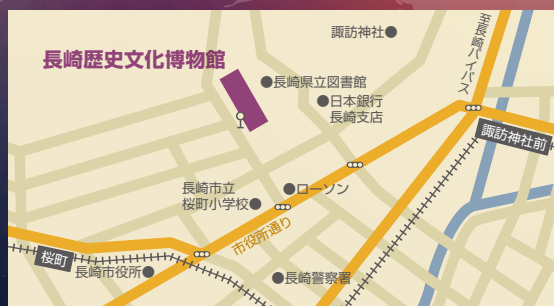 諏訪神社
至長崎バイパス
長崎歴史文化博物館
長崎県立図書館
日本銀行
長崎支店
諏訪神社前
長崎市立
桜町小学校
ローソン
市役所通り
桜町
長崎市役所
長崎警察署